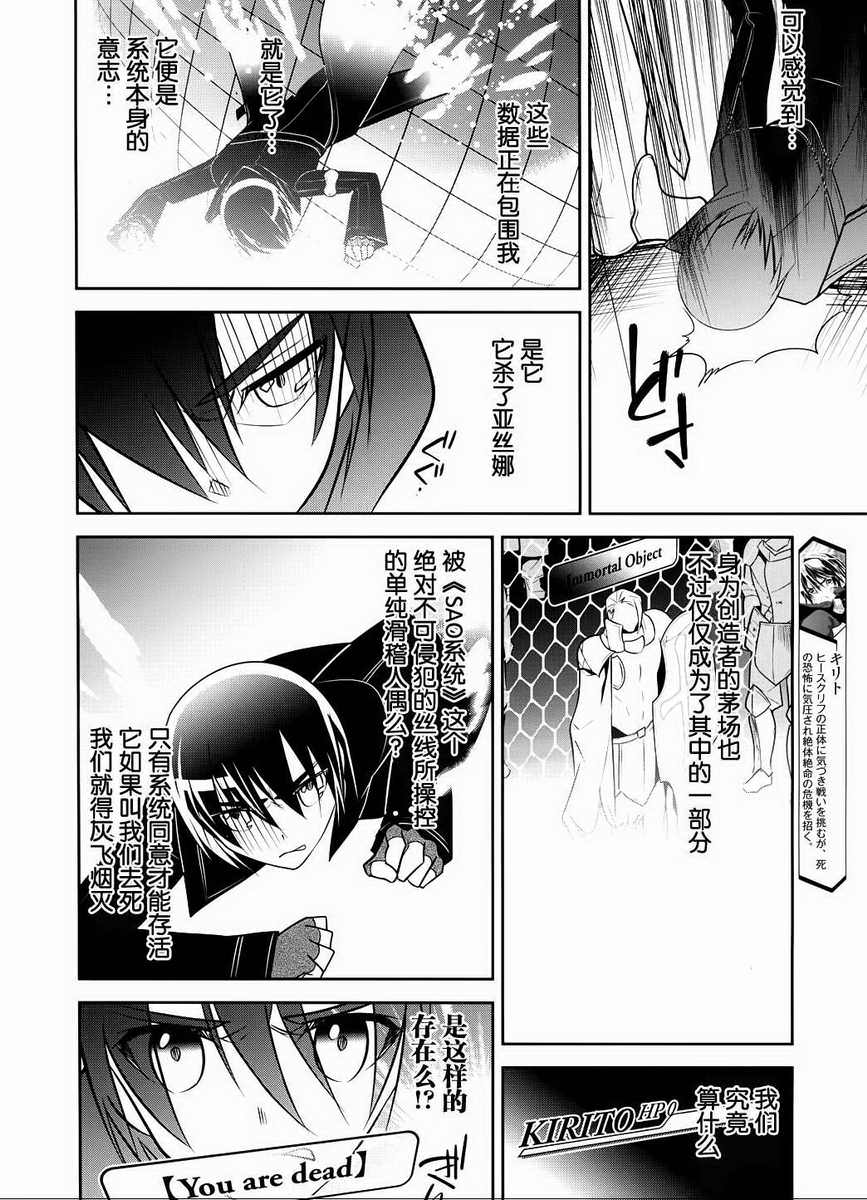 可以感觉到…
这些
数据正在包围我
就是它了…
它便是
系统本身的
意志…
ドッ
是它
它杀了亚丝娜
キリト
ヒースクリフの正体に気づき戦いを挑むが、死
の恐怖に気圧され絶体絶命の危機を招く。
Immortal Object
身为创造者的茅场也
不过仅仅成为了其中的一部分
被《SAO系统》这个
绝对不可侵犯的丝线所操控
的单纯滑稽人偶么?
只有系统同意才能存活
它如果叫我们去死
我们就得灰飞烟灭
我们
究竟
算什么
KIRITO HP0
是这样的
存在么!?
【You are dead】